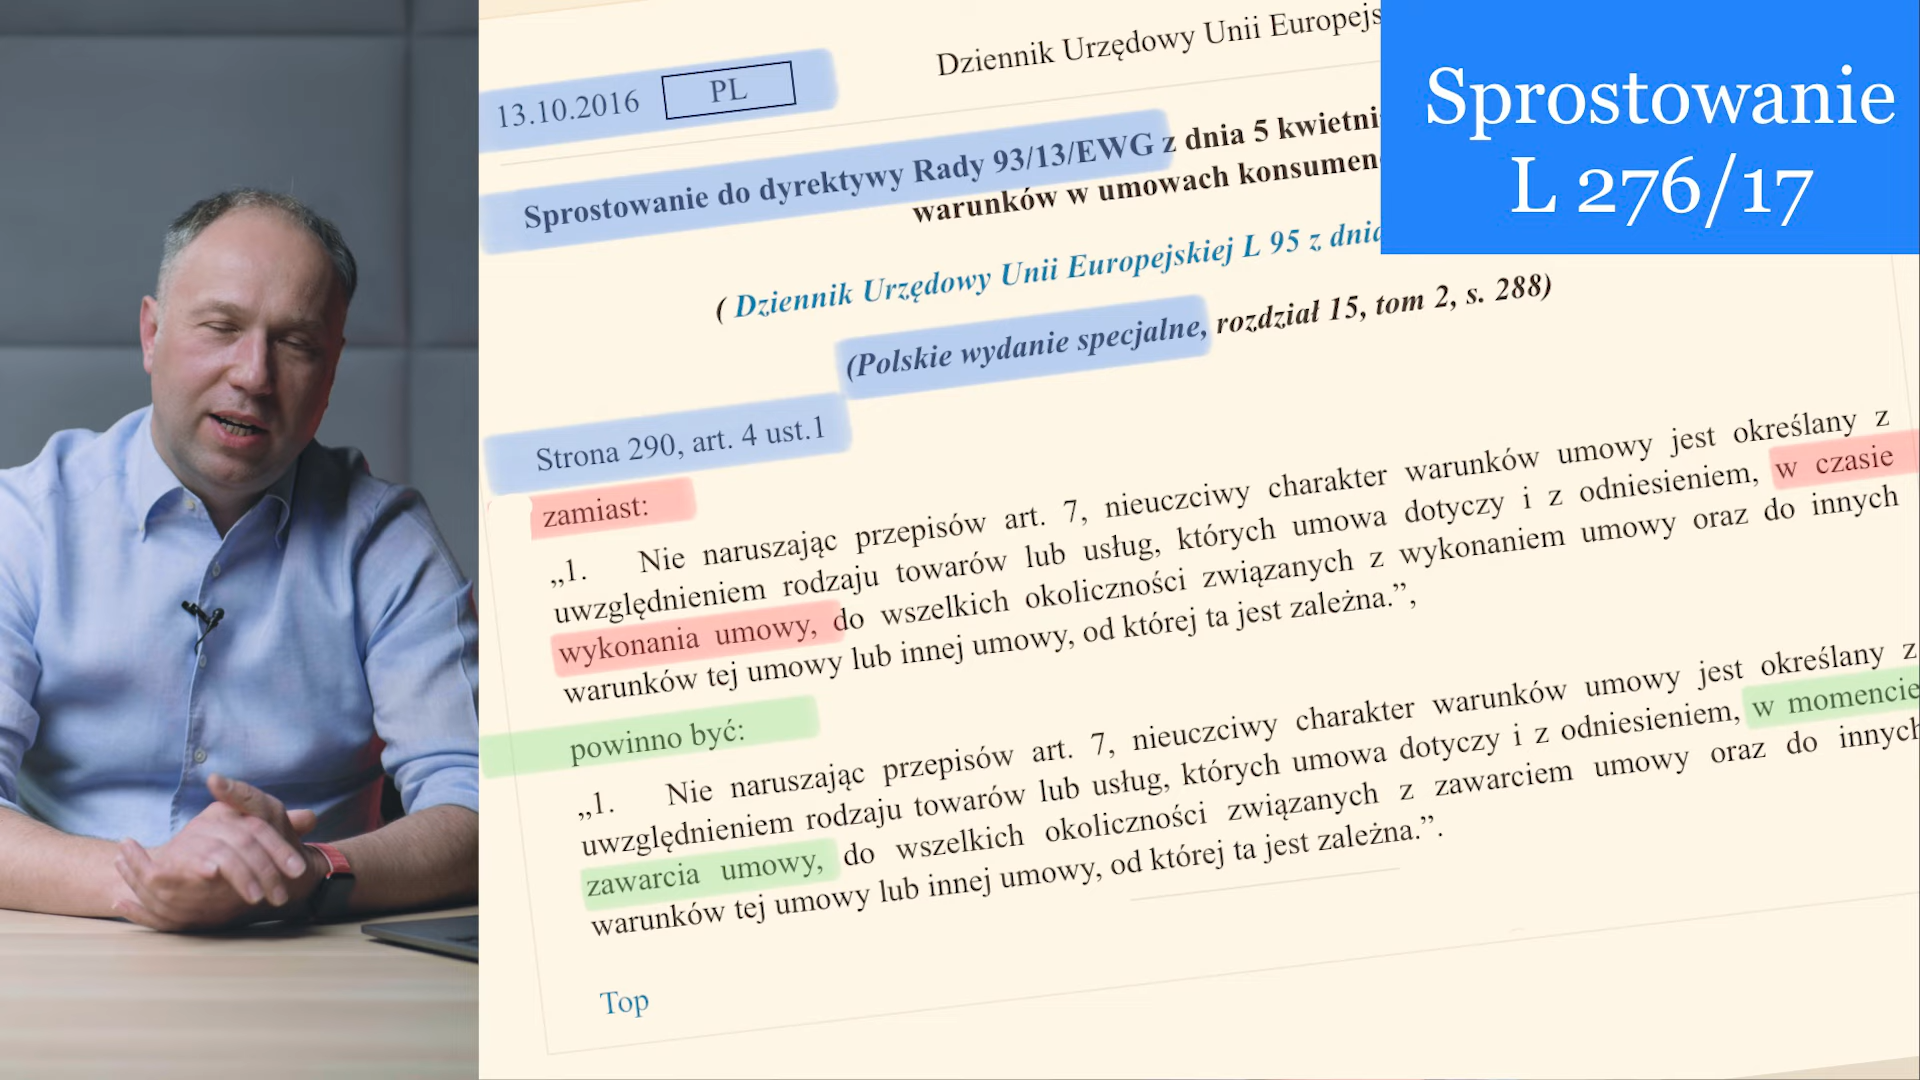 13.10.2016 PL Dziennik Urzędowy Unii
Sprostowanie do dyrektywy Rady 93/13/EWG z dnia 5
warunków w umowach
( Dziennik Urzędowy Unii Europejskiej L 95 z
(Polskie wydanie specjalne, rozdział 15, tom 2, s. 288)
Strona 290, art. 4 ust.1
zamiast:
„1. Nie naruszając przepisów art. 7, nieuczciwy charakter warunków umowy jest określany z
uwzględnieniem rodzaju towarów lub usług, których umowa dotyczy i z odniesieniem, w czasie
wykonania umowy, do wszelkich okoliczności związanych z wykonaniem umowy oraz do innych
warunków tej umowy lub innej umowy, od której ta jest zależna.”,
powinno być:
„1. Nie naruszając przepisów art. 7, nieuczciwy charakter warunków umowy jest określany z
uwzględnieniem rodzaju towarów lub usług, których umowa dotyczy i z odniesieniem, w momencie
zawarcia umowy, do wszelkich okoliczności związanych z zawarciem umowy oraz do innych
warunków tej umowy lub innej umowy, od której ta jest zależna.”.
Top
Sprostowanie
L 276/17